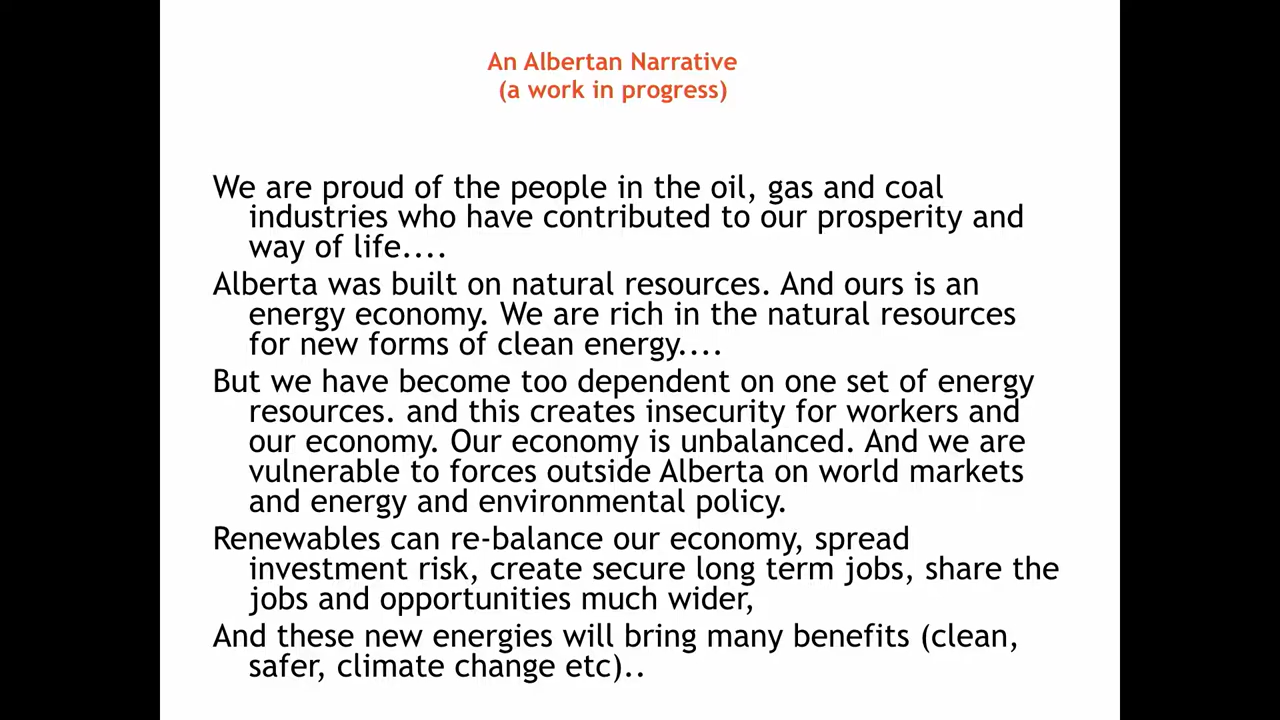 An Albertan Narrative
(a work in progress)
We are proud of the people in the oil, gas and coal
industries who have contributed to our prosperity and
way of life....
Alberta was built on natural resources. And ours is an
energy economy. We are rich in the natural resources
for new forms of clean energy....
But we have become too dependent on one set of energy
resources. and this creates insecurity for workers and
our economy. Our economy is unbalanced. And we are
vulnerable to forces outside Alberta on world markets
and energy and environmental policy.
Renewables can re-balance our economy, spread
investment risk, create secure long term jobs, share the
jobs and opportunities much wider,
And these new energies will bring many benefits (clean,
safer, climate change etc)..